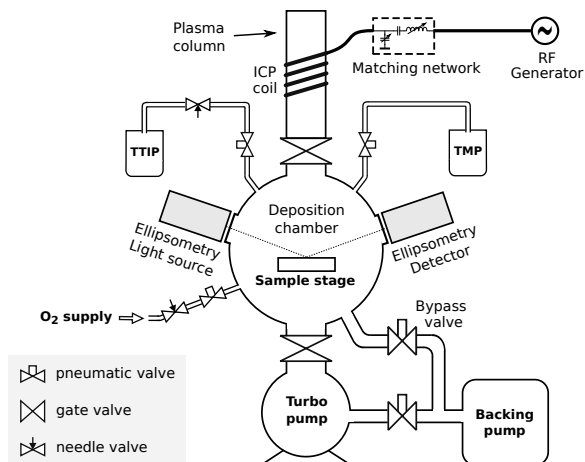 Plasma
column
ICP
coil
Matching network
RF
Generator
TTIP
TMP
Deposition
chamber
Ellipsometry
Light source
Ellipsometry
Detector
Sample stage
O2 supply
Bypass
valve
pneumatic valve
gate valve
needle valve
Turbo
pump
Backing
pump